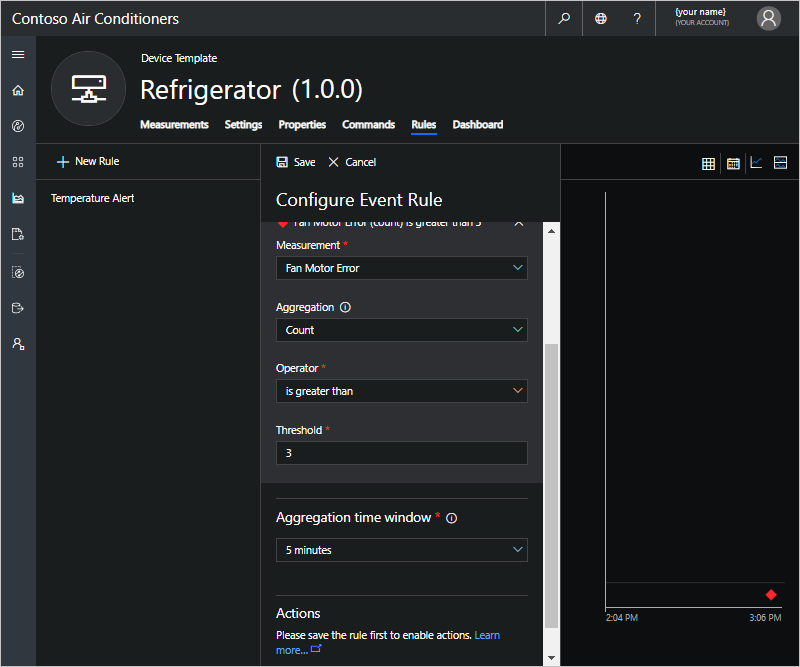 Contoso Air Conditioners
?
{your name}
{YOUR ACCOUNT}
Device Template
Refrigerator (1.0.0)
Measurements Settings Properties Commands Rules Dashboard
New Rule
Save Cancel
Temperature Alert
Configure Event Rule
Fan Motor Error (count) is greater than 3
Measurement *
Fan Motor Error
Aggregation
Count
Operator *
is greater than
Threshold *
3
Aggregation time window *
5 minutes
Actions
Please save the rule first to enable actions. Learn
more...
2:04 PM 3:06 PM